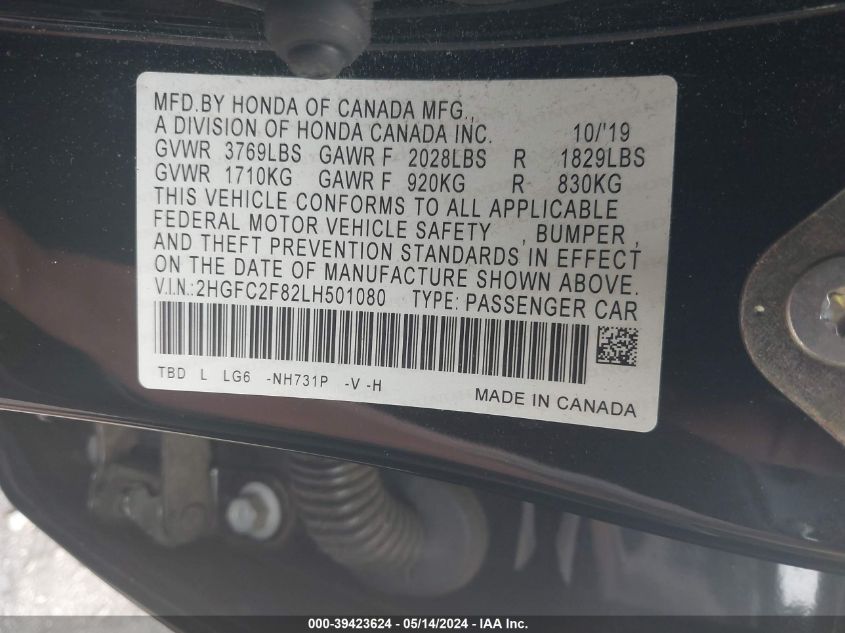 MFD.BY HONDA OF CANADA MFG.,
A DIVISION OF HONDA CANADA INC. 10/'19
GVWR 3769LBS GAWR F 2028LBS R 1829LBS
GVWR 1710KG GAWR F 920KG R 830KG
THIS VEHICLE CONFORMS TO ALL APPLICABLE
FEDERAL MOTOR VEHICLE SAFETY , BUMPER ,
AND THEFT PREVENTION STANDARDS IN EFFECT
ON THE DATE OF MANUFACTURE SHOWN ABOVE.
V.I.N.:2HGFC2F82LH501080 TYPE: PASSENGER CAR
TBD L LG6 -NH731P -V -H
MADE IN CANADA
000-39423624 - 05/14/2024 - IAA Inc.